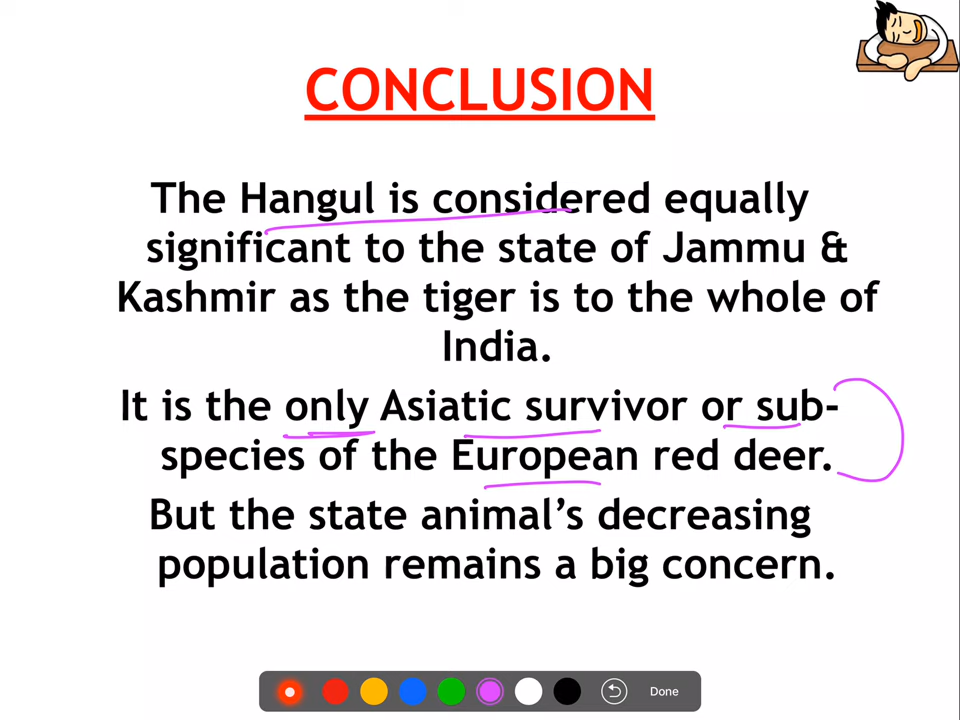 CONCLUSION
The Hangul is considered equally
significant to the state of Jammu &
Kashmir as the tiger is to the whole of
India.
It is the only Asiatic survivor or sub-
species of the European red deer.
But the state animal’s decreasing
population remains a big concern.
Done